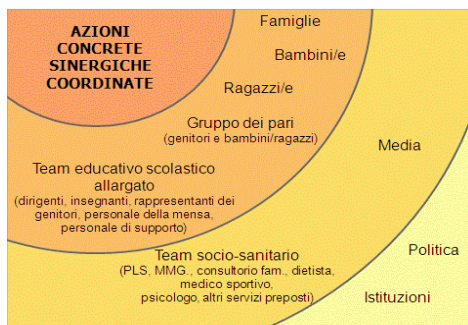 AZIONI
CONCRETE
SINERGICHE
COORDINATE
Famiglie
Bambini/e
Ragazzi/e
Gruppo dei pari
(genitori e bambini/ragazzi)
Team educativo scolastico
allargato
(dirigenti, insegnanti, rappresentanti dei
genitori, personale della mensa,
personale di supporto)
Media
Team socio-sanitario
(PLS, MMG., consultorio fam., dietista,
medico sportivo,
psicologo, altri servizi preposti)
Politica
Istituzioni